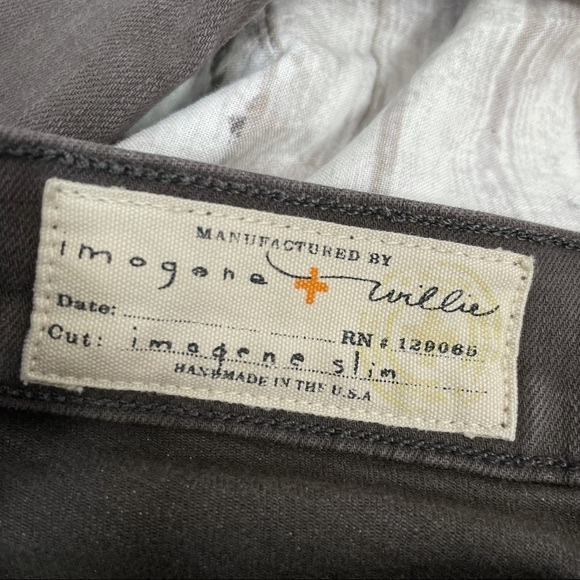 MANUFACTURED BY
imogene + willie
Date:
RN # 129065
Cut: imogene slim
HANDMADE IN THE U.S.A